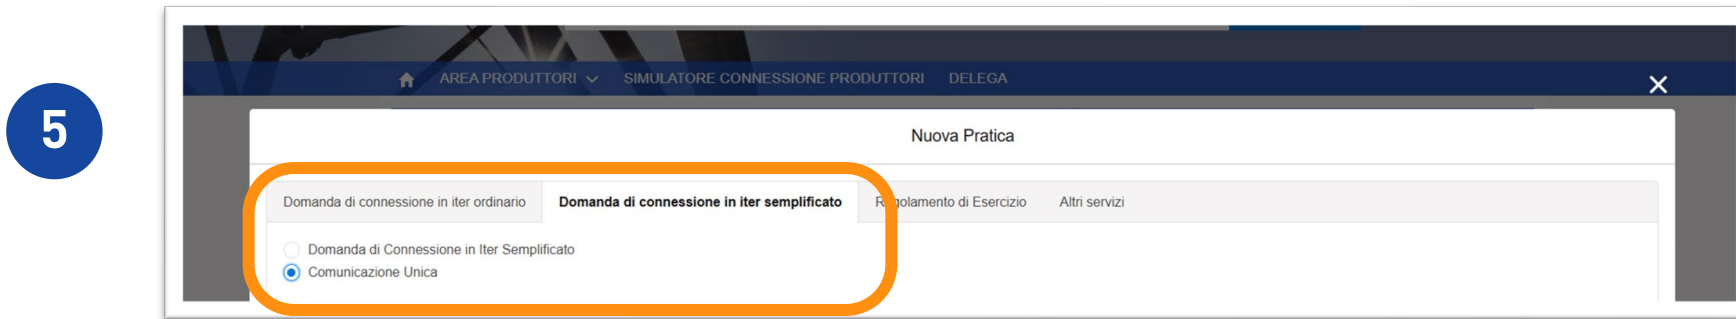 5
AREA PRODUTTORI SIMULATORE CONNESSIONE PRODUTTORI DELEGA
Nuova Pratica
Domanda di connessione in iter ordinario Domanda di connessione in iter semplificato Regolamento di Esercizio Altri servizi
Domanda di Connessione in Iter Semplificato
Comunicazione Unica